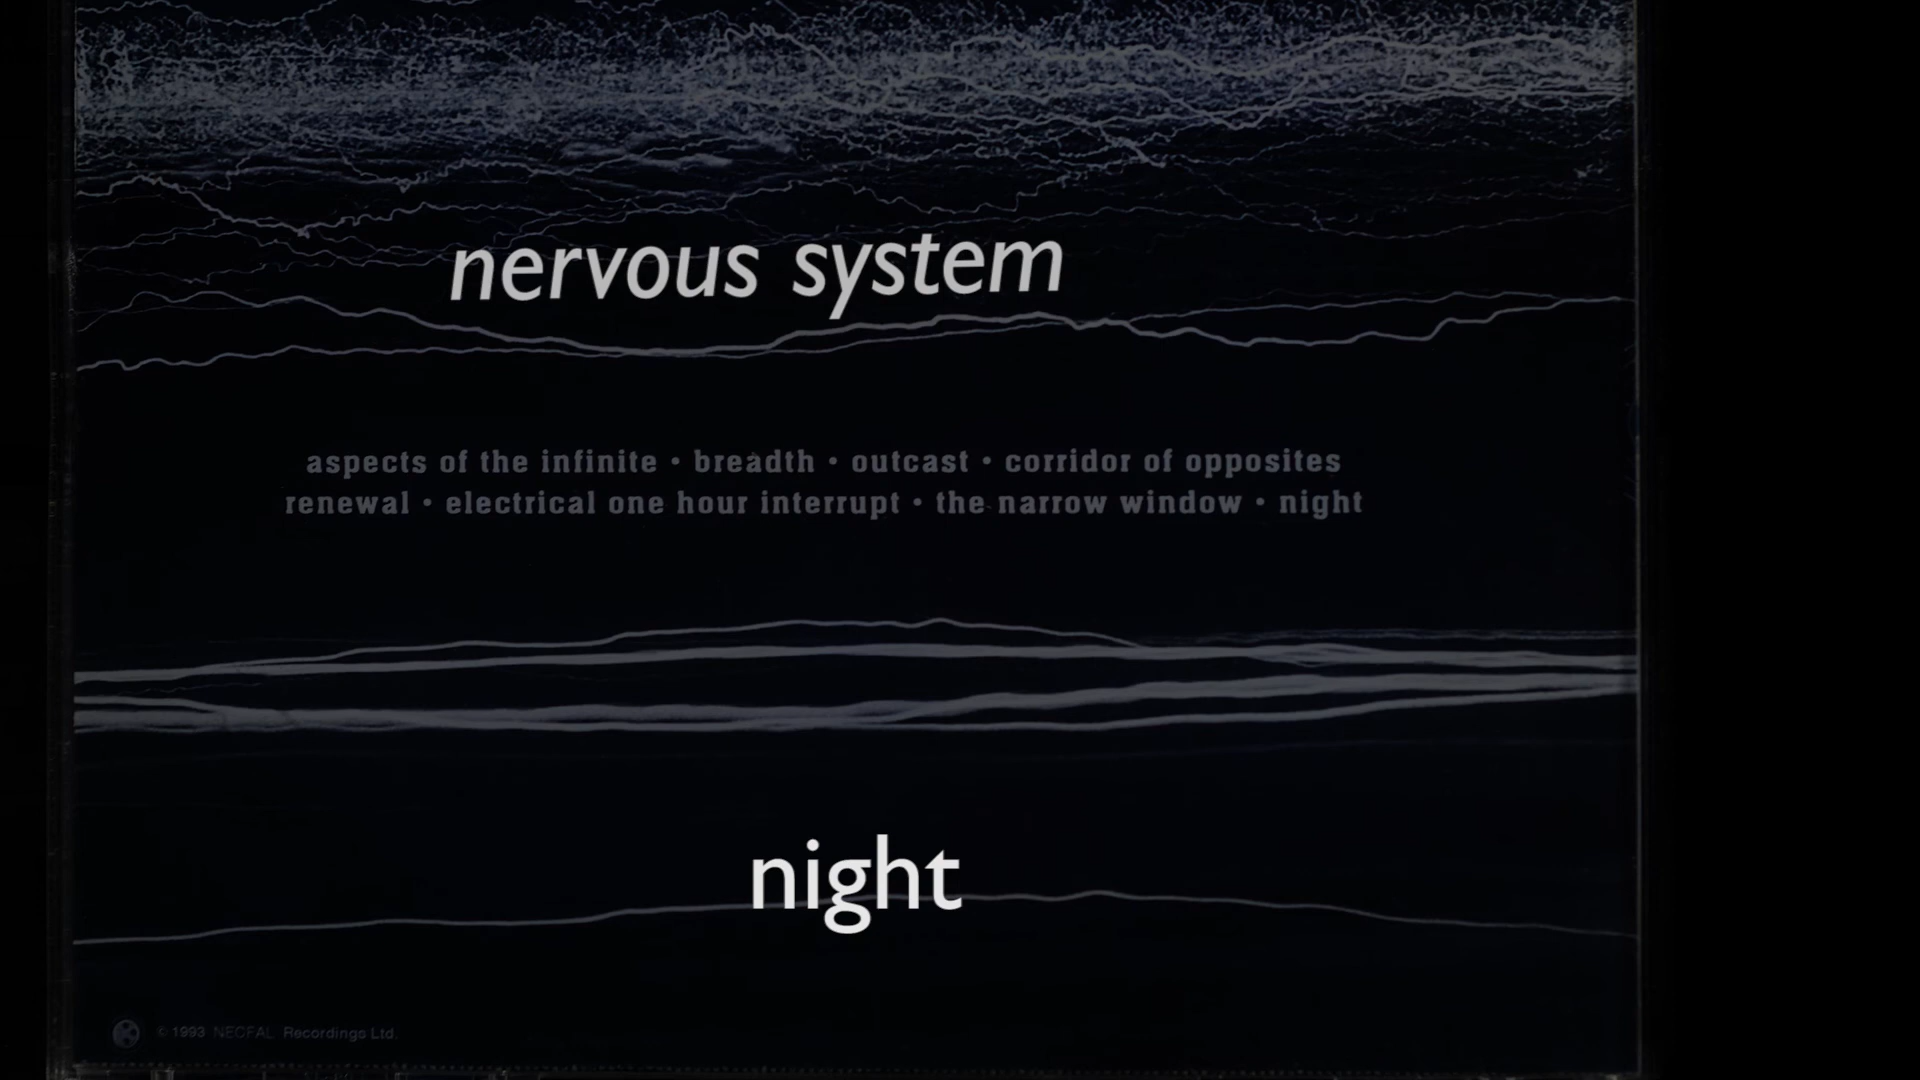 nervous system
aspects of the infinite • breadth • outcast • corridor of opposites
renewal • electrical one hour interrupt • the narrow window • night
night
© 1993 NEOFAL Recordings Ltd.